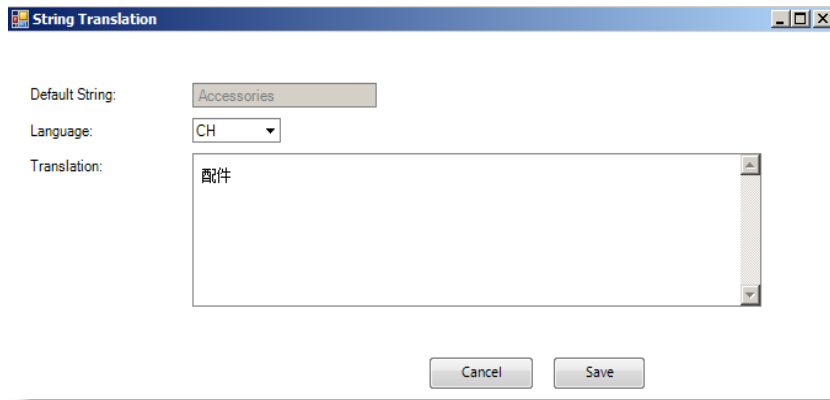 String Translation
Default String: Accessories
Language: CH
Translation: 配件
Cancel Save